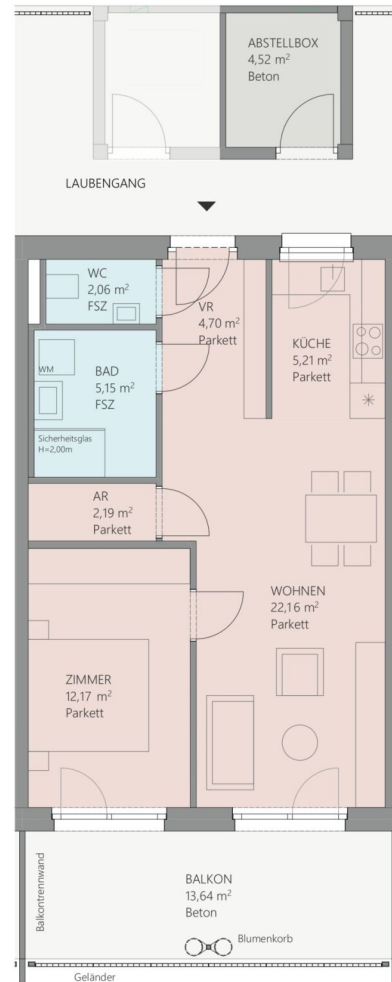 ABSTELLBOX
4,52 m²
Beton
LAUBENGANG
WC
2,06 m²
FSZ
VR
4,70 m²
Parkett
KÜCHE
5,21 m²
Parkett
BAD
5,15 m²
FSZ
WM
Sicherheitsglas
H=2,00m
AR
2,19 m²
Parkett
WOHNEN
22,16 m²
Parkett
ZIMMER
12,17 m²
Parkett
Balkontrennwand
BALKON
13,64 m²
Beton
Blumenkorb
Geländer